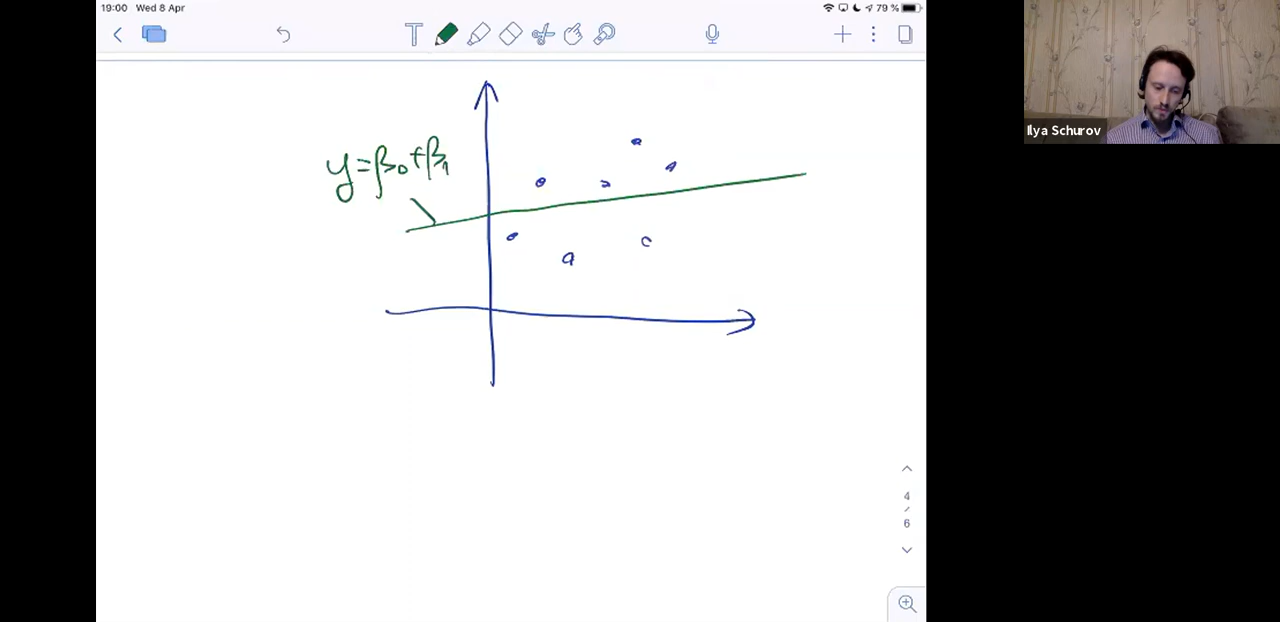 19:00 Wed 8 Apr
79 %
T
Ilya Schurov
y=β₀+β₁
4
/
6